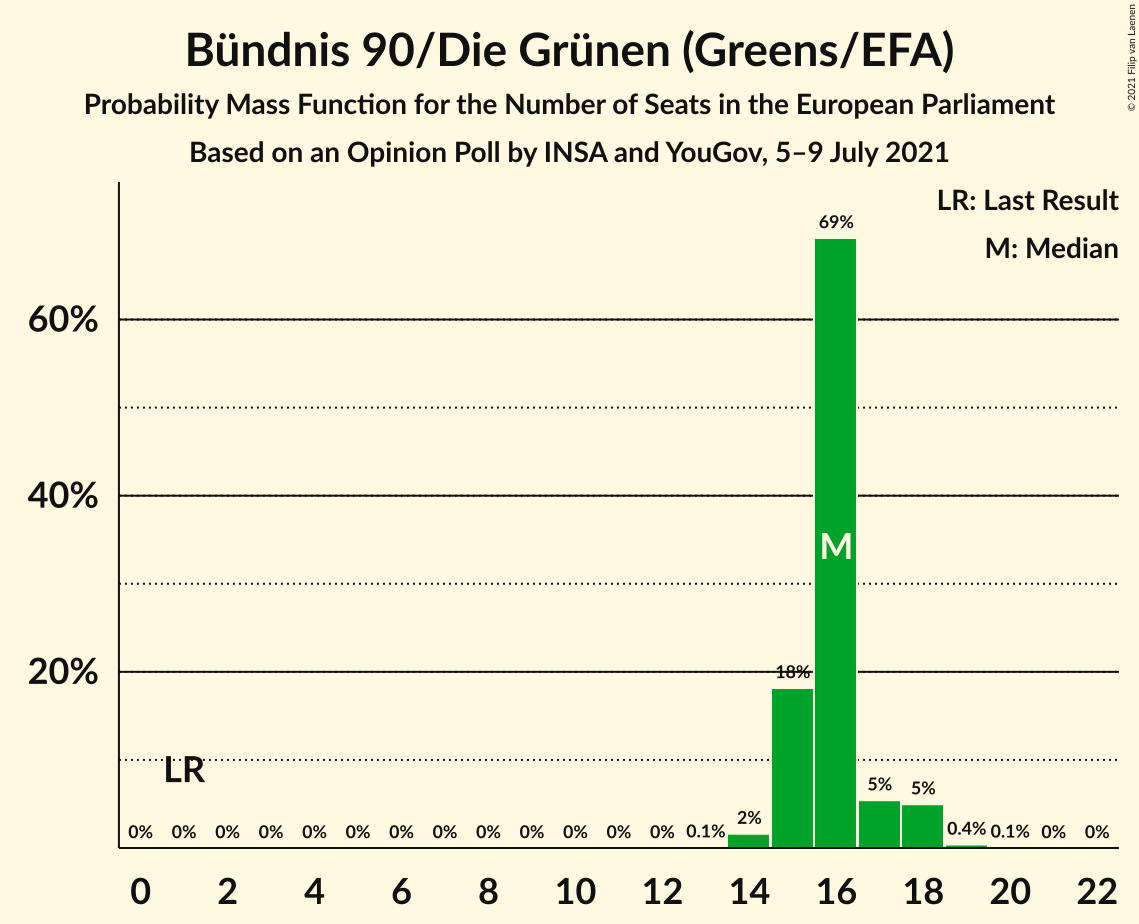 Bündnis 90/Die Grünen (Greens/EFA)
Probability Mass Function for the Number of Seats in the European Parliament
Based on an Opinion Poll by INSA and YouGov, 5–9 July 2021
© 2021 Filip van Laenen
LR: Last Result
M: Median
69%
60%
40%
M
20%
18%
LR
0% 0% 0% 0% 0% 0% 0% 0% 0% 0% 0% 0% 0% 0.1% 2% 5% 5% 0.4% 0.1% 0% 0%
0 2 4 6 8 10 12 14 16 18 20 22